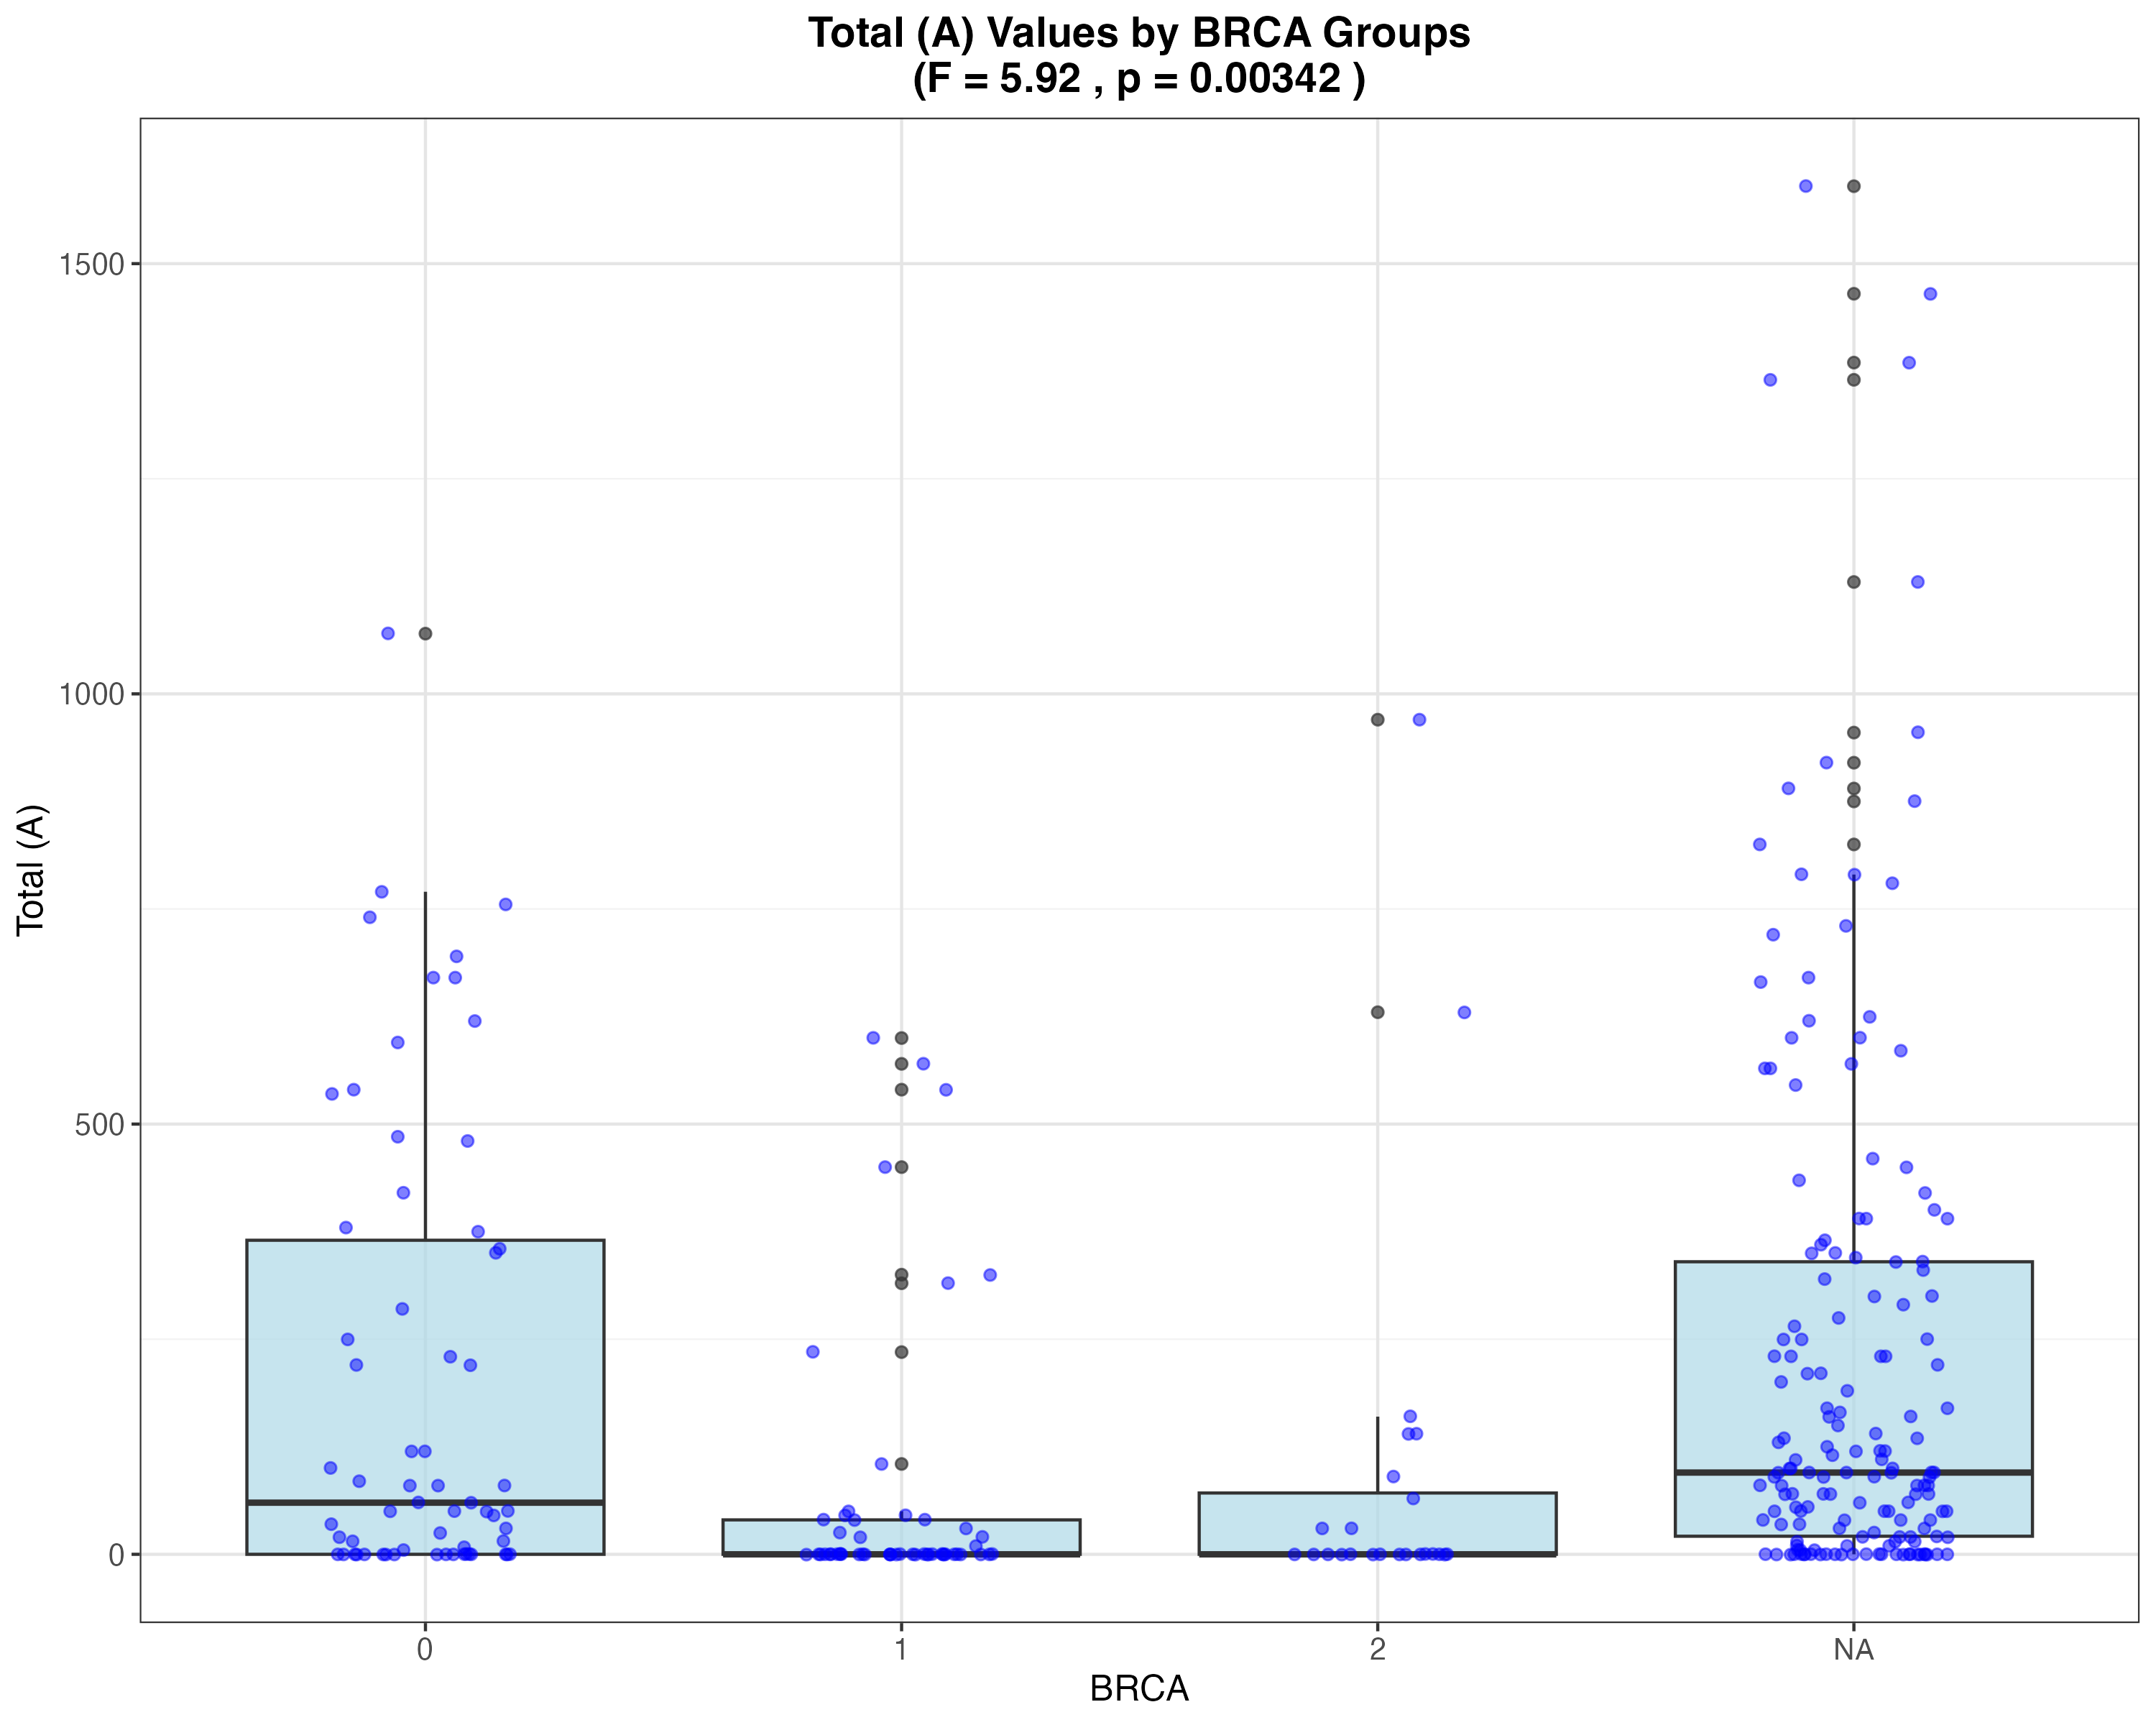 Total (A) Values by BRCA Groups
(F = 5.92 , p = 0.00342 )
Total (A)
1500
1000
500
0
0 1 2 NA
BRCA